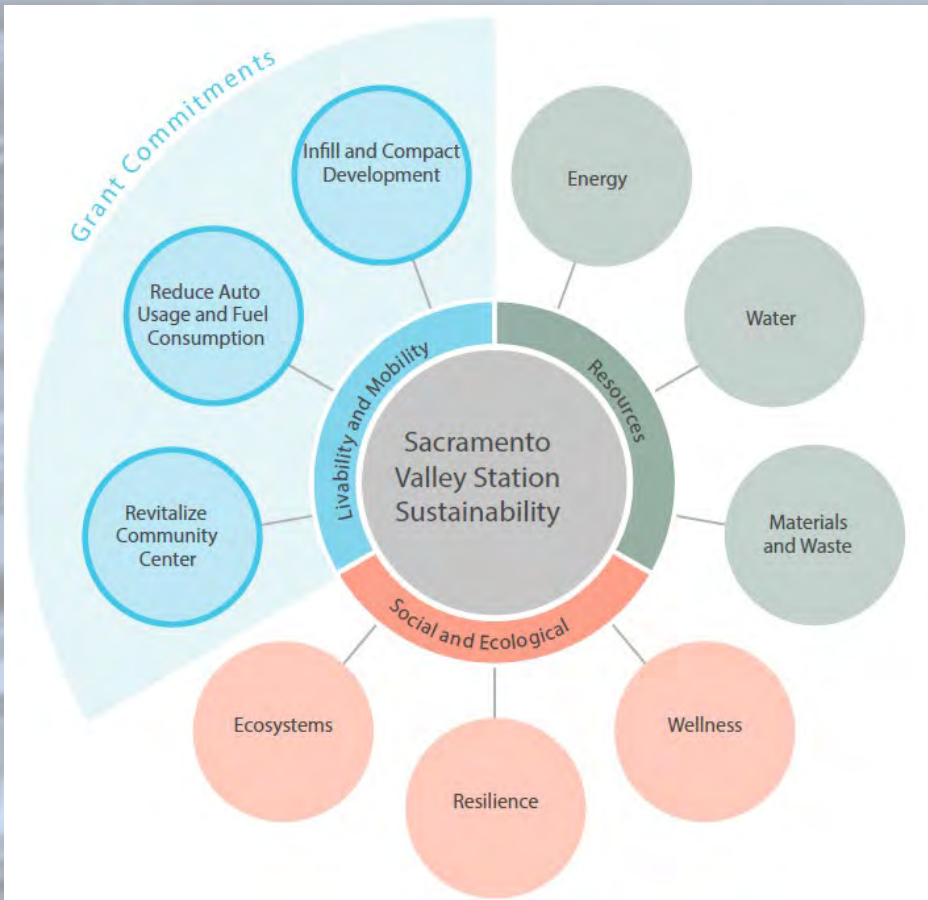 Grant Commitments
Infill and Compact
Development
Energy
Reduce Auto
Usage and Fuel
Consumption
Water
Livability and Mobility
Resources
Sacramento
Valley Station
Sustainability
Revitalize
Community
Center
Materials
and Waste
Social and Ecological
Ecosystems
Wellness
Resilience